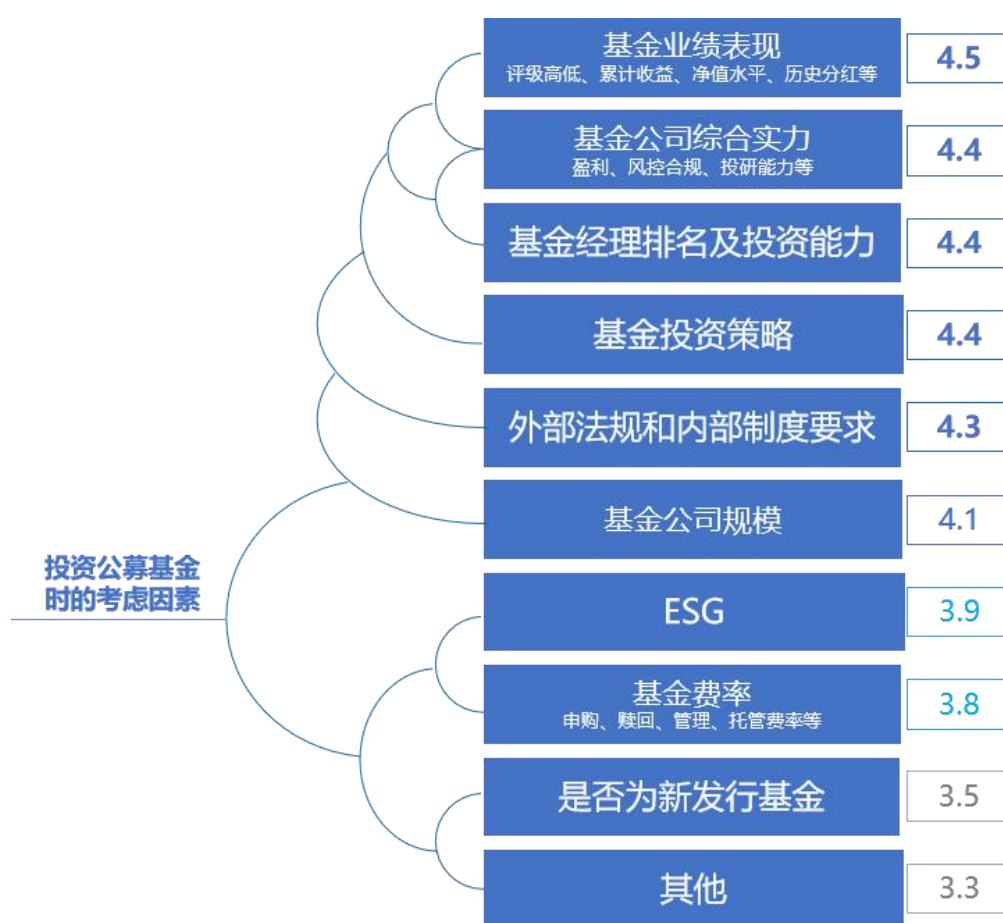 基金业绩表现
评级高低、累计收益、净值水平、历史分红等
4.5
基金公司综合实力
盈利、风控合规、投研能力等
4.4
基金经理排名及投资能力
4.4
基金投资策略
4.4
外部法规和内部制度要求
4.3
基金公司规模
4.1
投资公募基金
时的考虑因素
ESG
3.9
基金费率
申购、赎回、管理、托管费率等
3.8
是否为新发行基金
3.5
其他
3.3